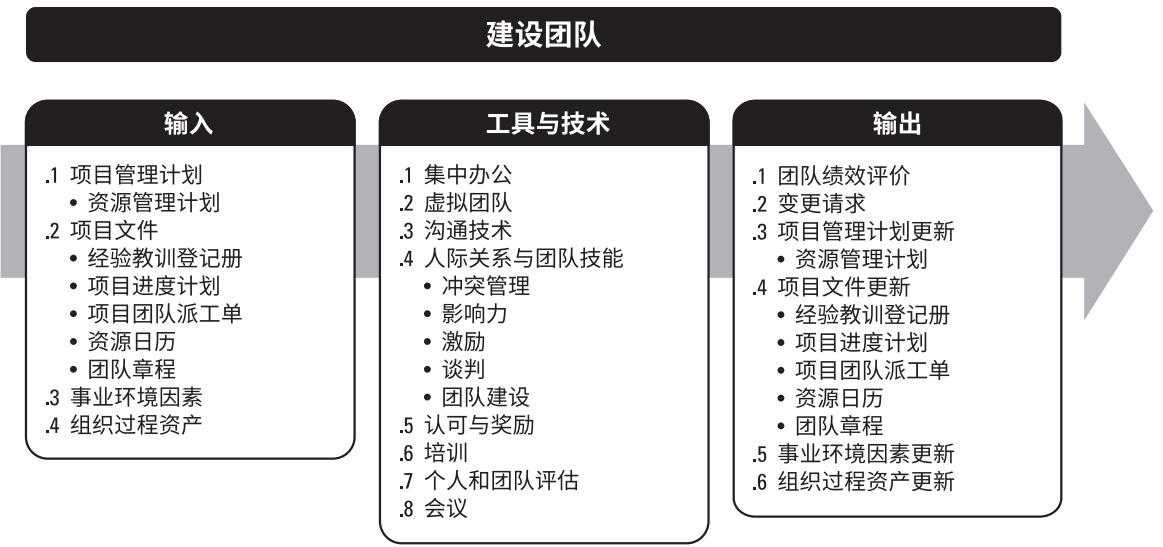 建设团队
输入
.1 项目管理计划
• 资源管理计划
.2 项目文件
• 经验教训登记册
• 项目进度计划
• 项目团队派工单
• 资源日历
• 团队章程
.3 事业环境因素
.4 组织过程资产
工具与技术
.1 集中办公
.2 虚拟团队
.3 沟通技术
.4 人际关系与团队技能
• 冲突管理
• 影响力
• 激励
• 谈判
• 团队建设
.5 认可与奖励
.6 培训
.7 个人和团队评估
.8 会议
输出
.1 团队绩效评价
.2 变更请求
.3 项目管理计划更新
• 资源管理计划
.4 项目文件更新
• 经验教训登记册
• 项目进度计划
• 项目团队派工单
• 资源日历
• 团队章程
.5 事业环境因素更新
.6 组织过程资产更新